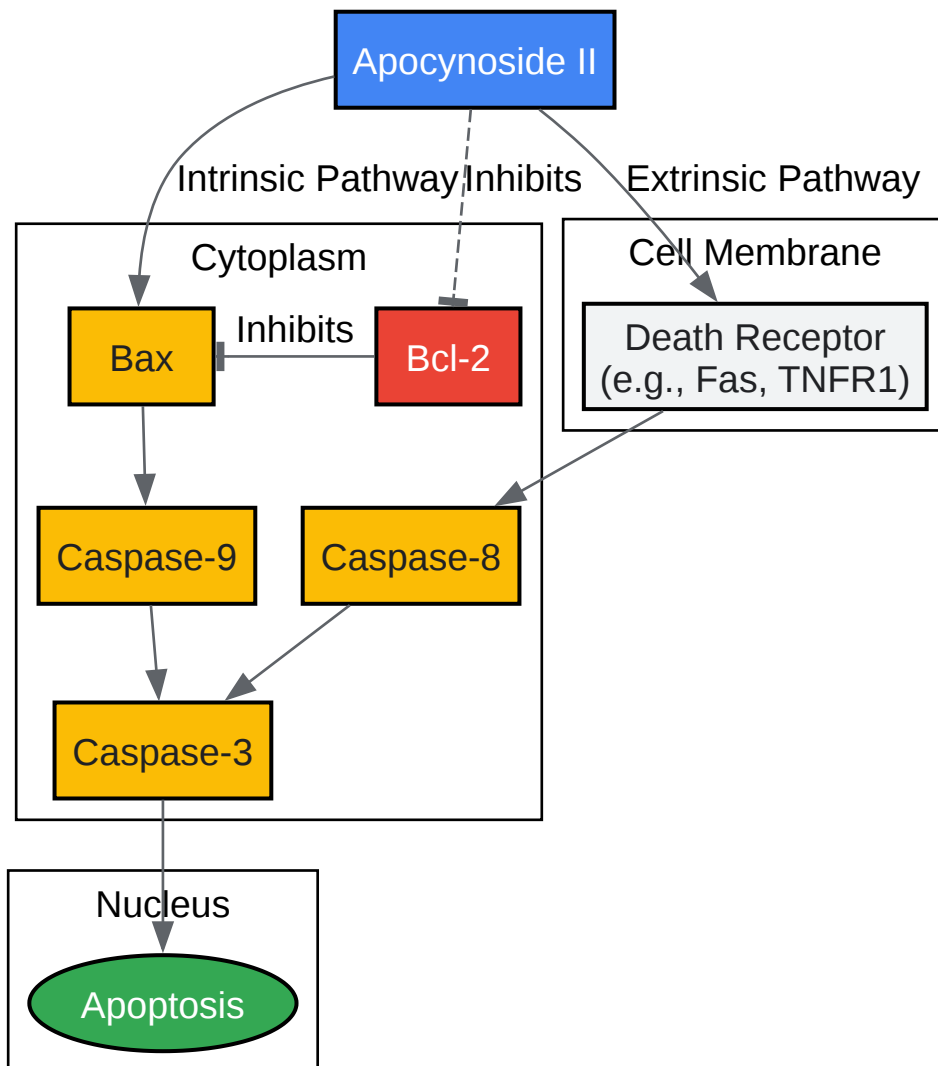 Apocynoside II
Intrinsic Pathway
Inhibits
Extrinsic Pathway
Cytoplasm
Cell Membrane
Bax
Inhibits
Bcl-2
Death Receptor
(e.g., Fas, TNFR1)
Caspase-9
Caspase-8
Caspase-3
Nucleus
Apoptosis